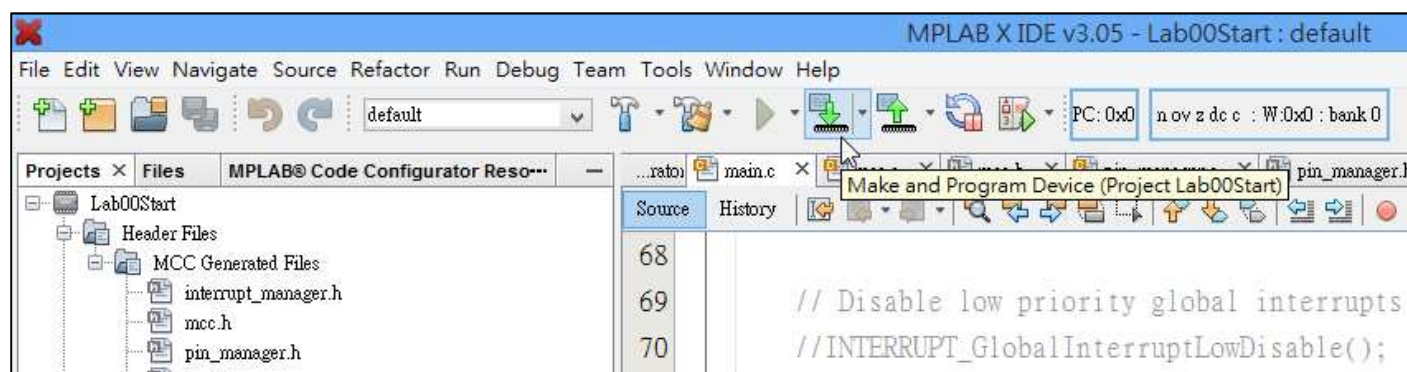 MPLAB X IDE v3.05 - Lab00Start : default
File Edit View Navigate Source Refactor Run Debug Team Tools Window Help
default PC: 0x0 n ov z dc c : W:0x0 : bank 0
Projects Files MPLAB® Code Configurator Reso···
...rato main.c pin_manager.h
Make and Program Device (Project Lab00Start)
Lab00Start
Source History
Header Files
MCC Generated Files
68
interrupt_manager.h
69 // Disable low priority global interrupts
mcc.h
70 //INTERRUPT_GlobalInterruptLowDisable();
pin_manager.h